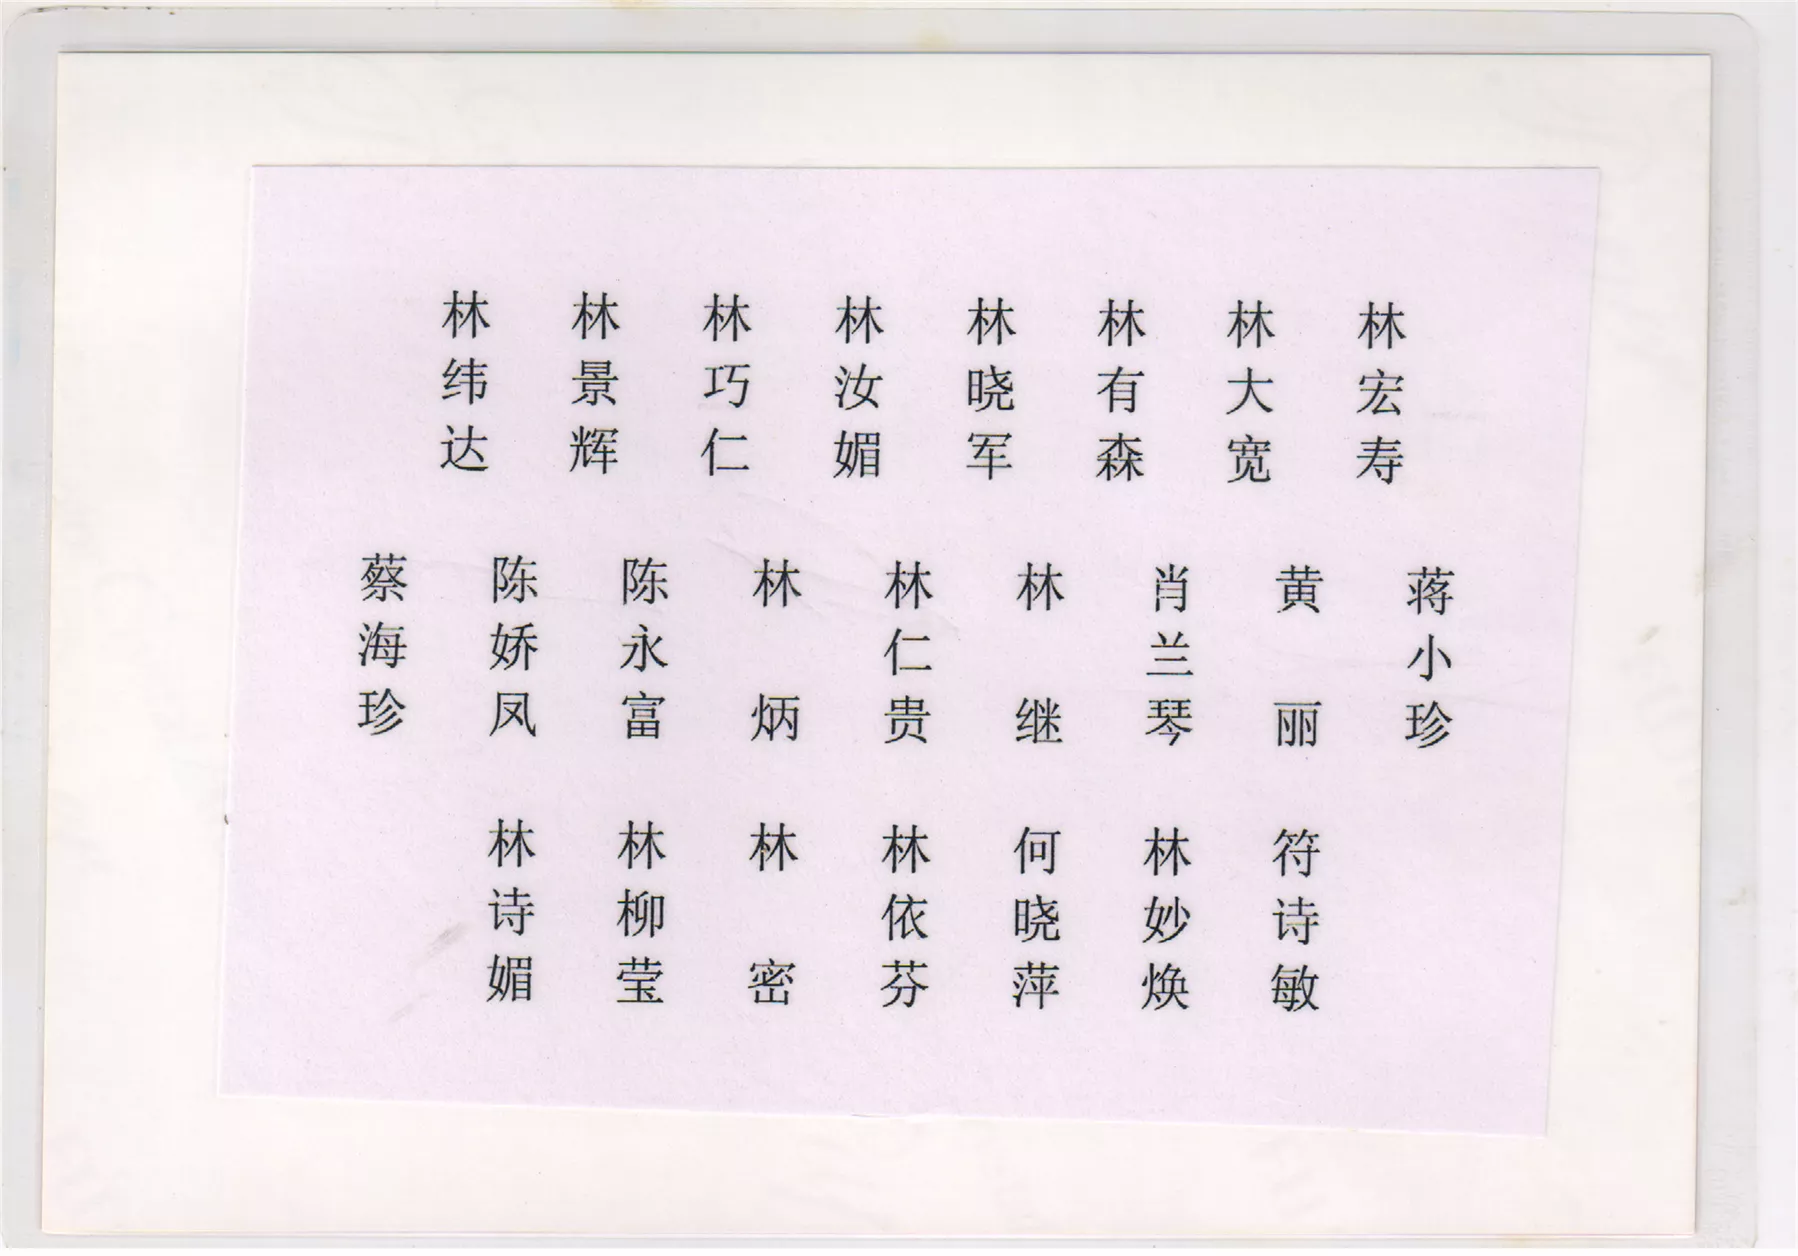 林纬达 林景辉 林巧仁 林汝媚 林晓军 林有森 林大宽 林宏寿
蔡海珍 陈娇凤 陈永富 林炳 林仁贵 林继 肖兰琴 黄丽 蒋小珍
林诗媚 林柳莹 林密 林依芬 何晓萍 林妙焕 符诗敏